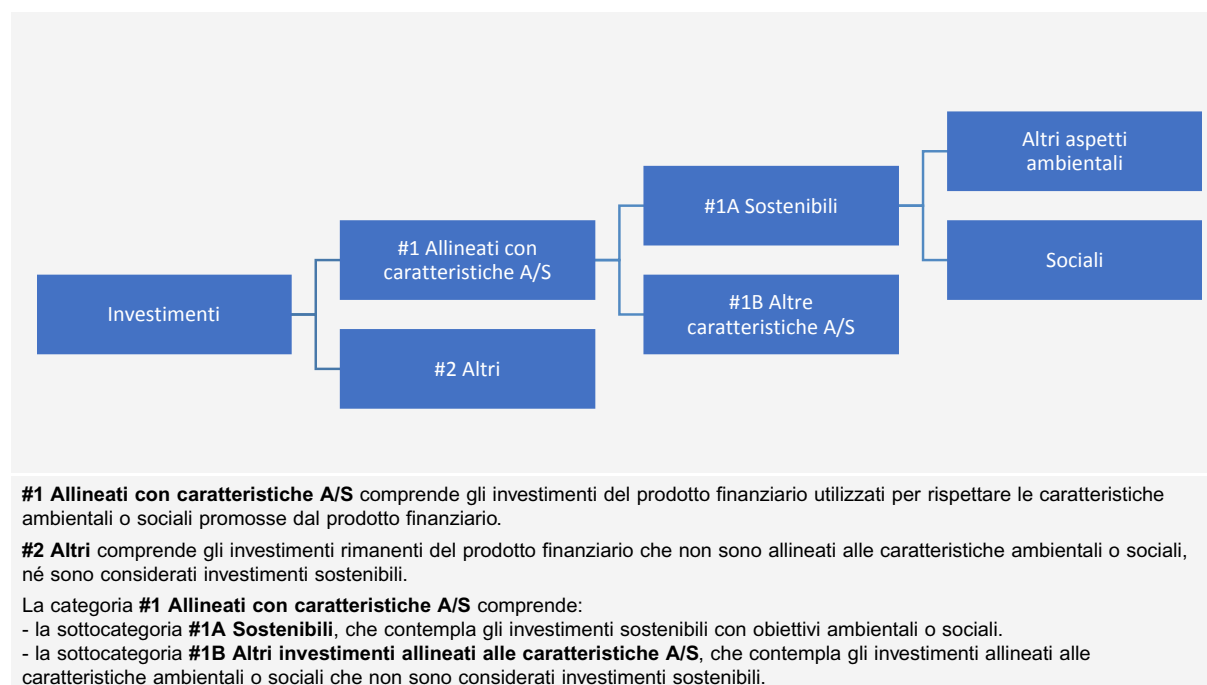 Altri aspetti
ambientali
#1A Sostenibili
#1 Allineati con
caratteristiche A/S
Sociali
#1B Altre
caratteristiche A/S
Investimenti
#2 Altri
#1 Allineati con caratteristiche A/S comprende gli investimenti del prodotto finanziario utilizzati per rispettare le caratteristiche
ambientali o sociali promosse dal prodotto finanziario.
#2 Altri comprende gli investimenti rimanenti del prodotto finanziario che non sono allineati alle caratteristiche ambientali o sociali,
né sono considerati investimenti sostenibili.
La categoria #1 Allineati con caratteristiche A/S comprende:
- la sottocategoria #1A Sostenibili, che contempla gli investimenti sostenibili con obiettivi ambientali o sociali.
- la sottocategoria #1B Altri investimenti allineati alle caratteristiche A/S, che contempla gli investimenti allineati alle
caratteristiche ambientali o sociali che non sono considerati investimenti sostenibili.